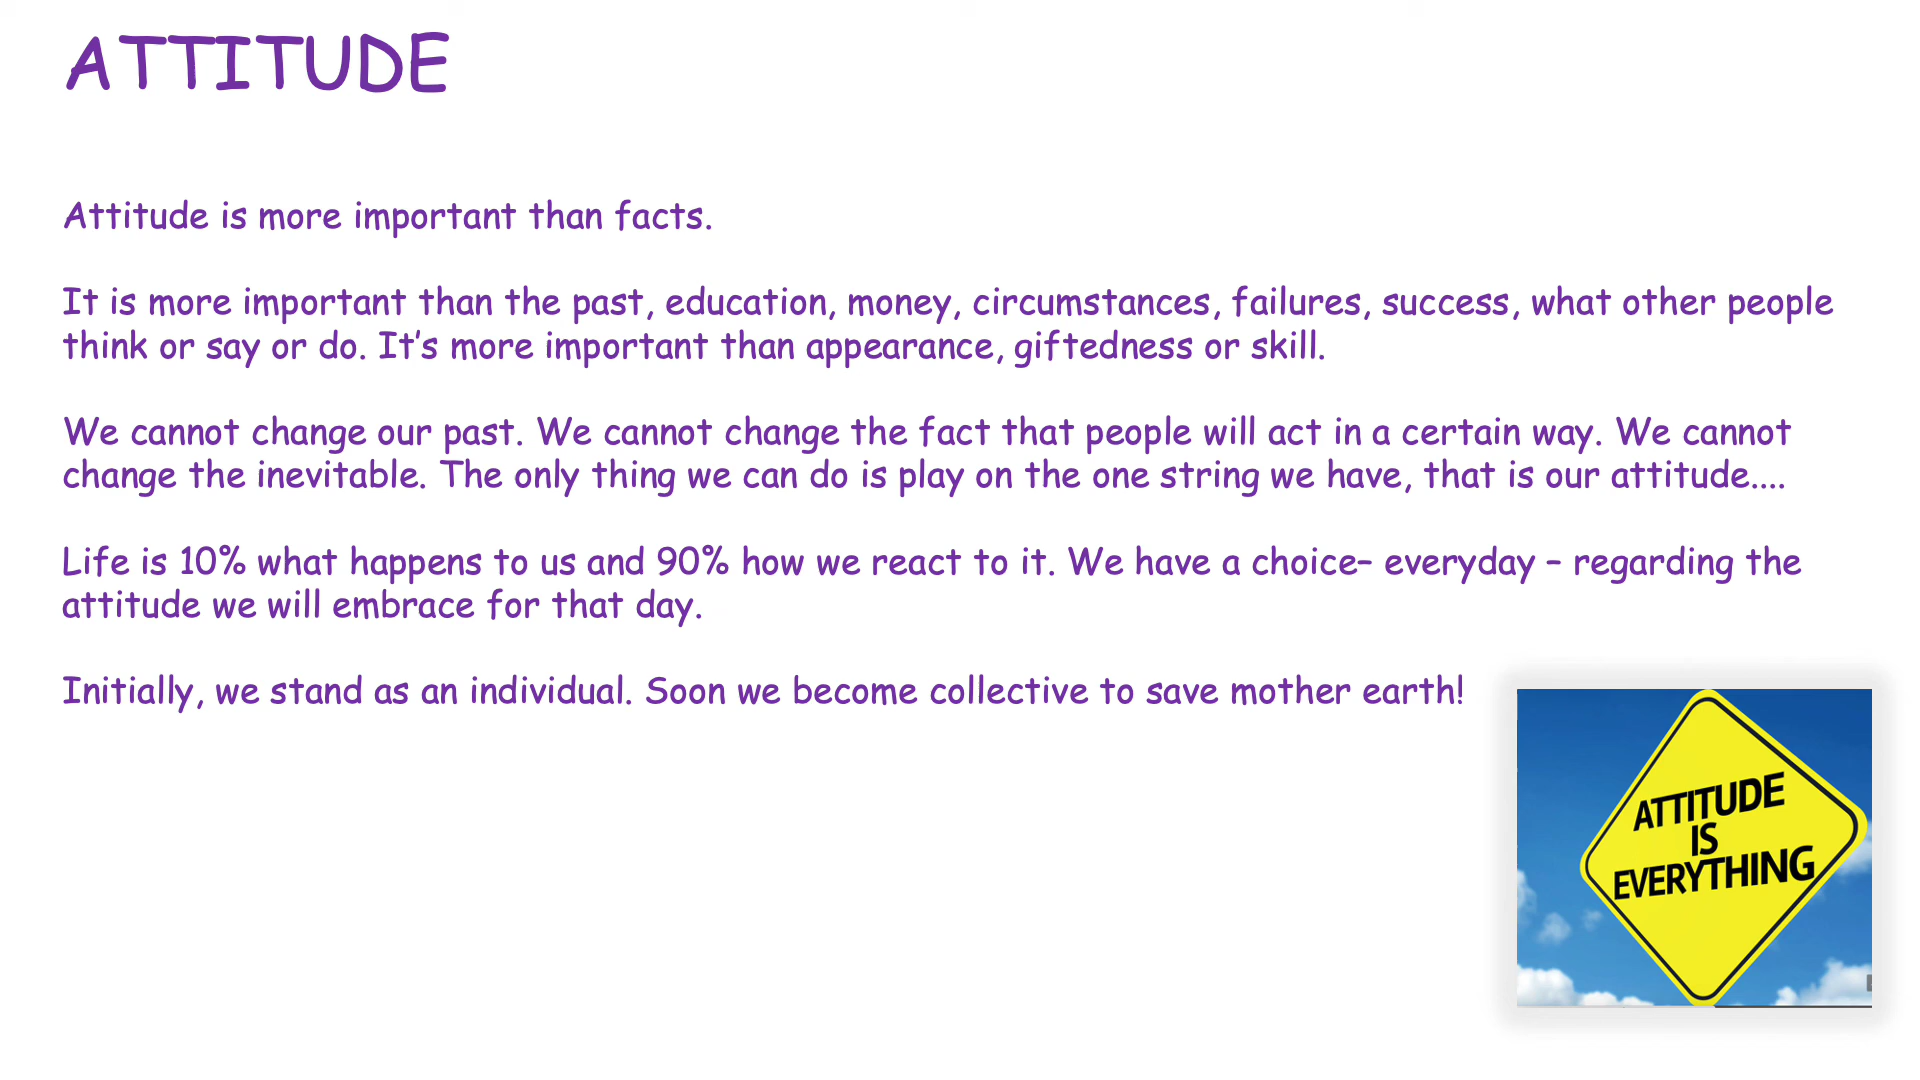 ATTITUDE
Attitude is more important than facts.
It is more important than the past, education, money, circumstances, failures, success, what other people
think or say or do. It’s more important than appearance, giftedness or skill.
We cannot change our past. We cannot change the fact that people will act in a certain way. We cannot
change the inevitable. The only thing we can do is play on the one string we have, that is our attitude....
Life is 10% what happens to us and 90% how we react to it. We have a choice– everyday – regarding the
attitude we will embrace for that day.
Initially, we stand as an individual. Soon we become collective to save mother earth!
ATTITUDE
IS
EVERYTHING